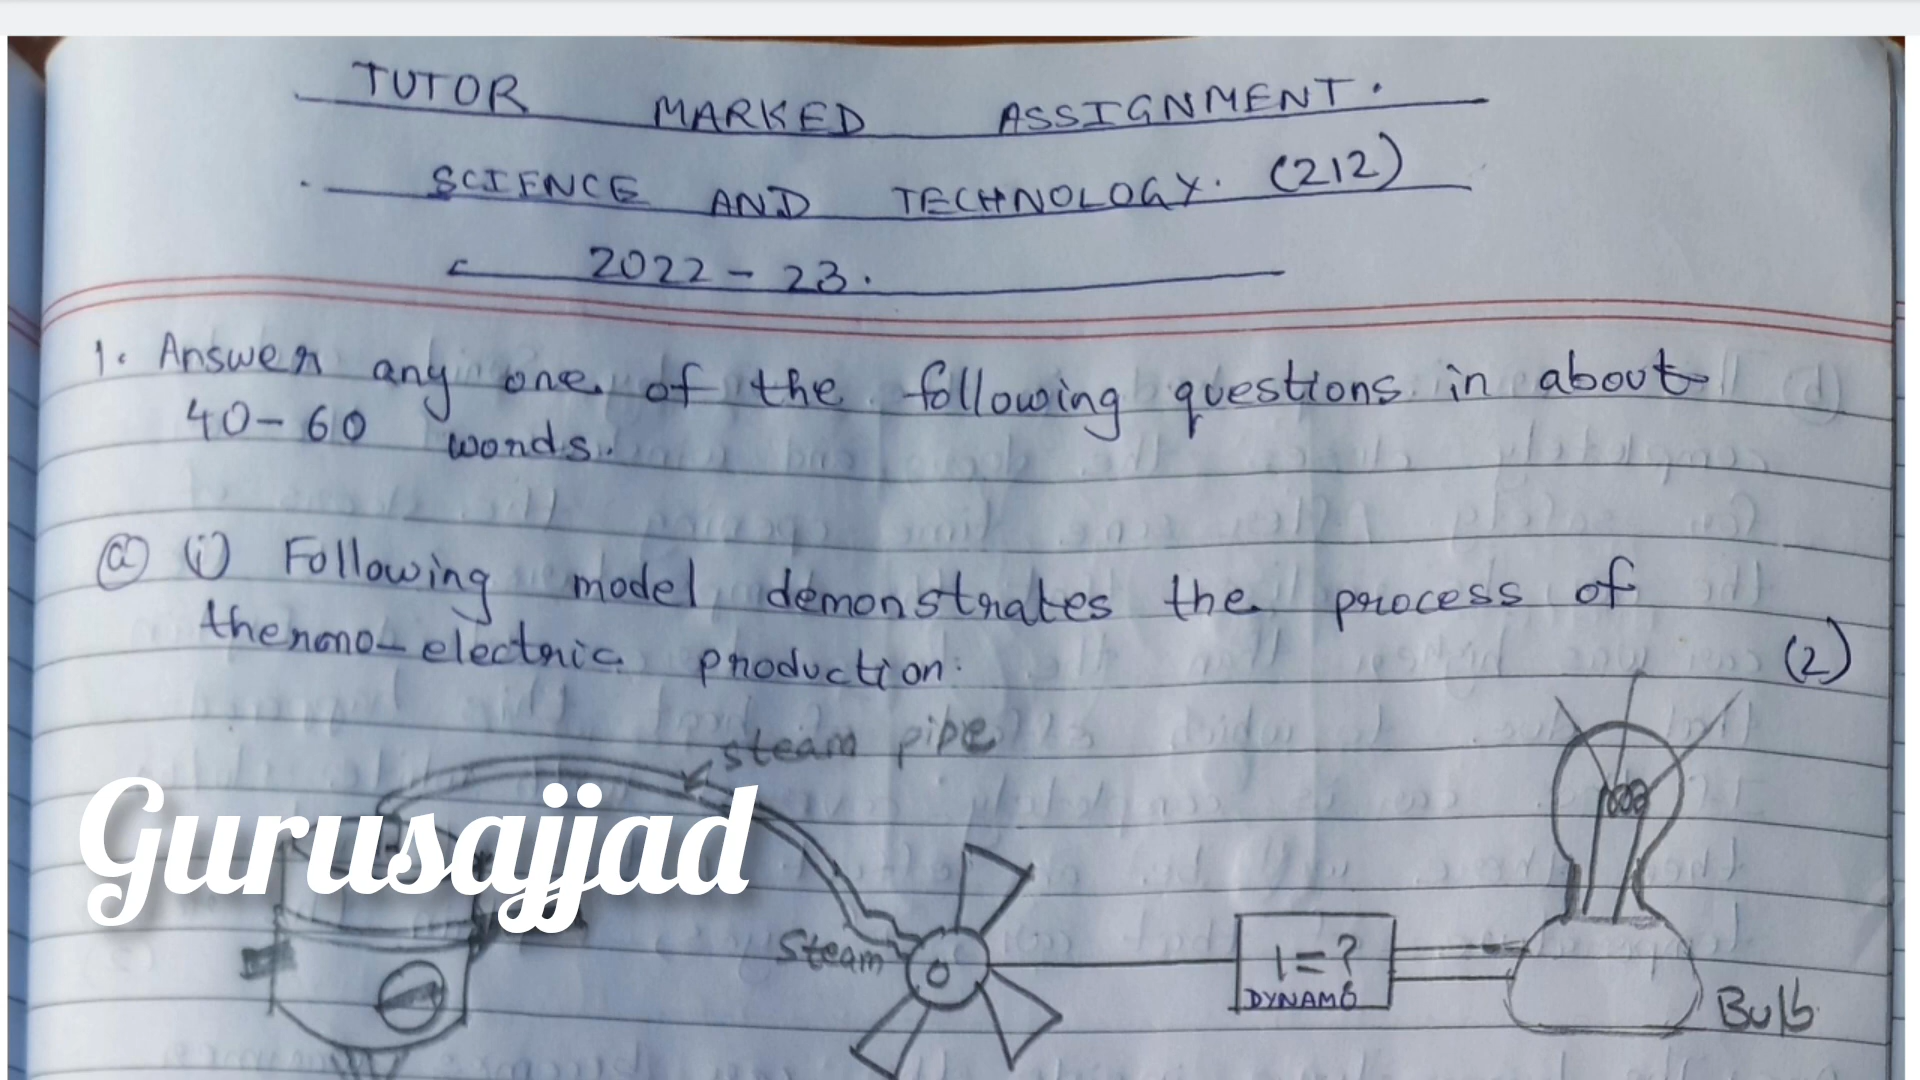 TUTOR MARKED ASSIGNMENT.
SCIENCE AND TECHNOLOGY. (212)
2022-23.
1. Answer any one of the following questions in about
40-60 words.
(a) (i) Following model demonstrates the process of
thermo-electric production. (2)
steam pipe
Gurusajjad
Steam
1=?
DYNAMO
Bulb